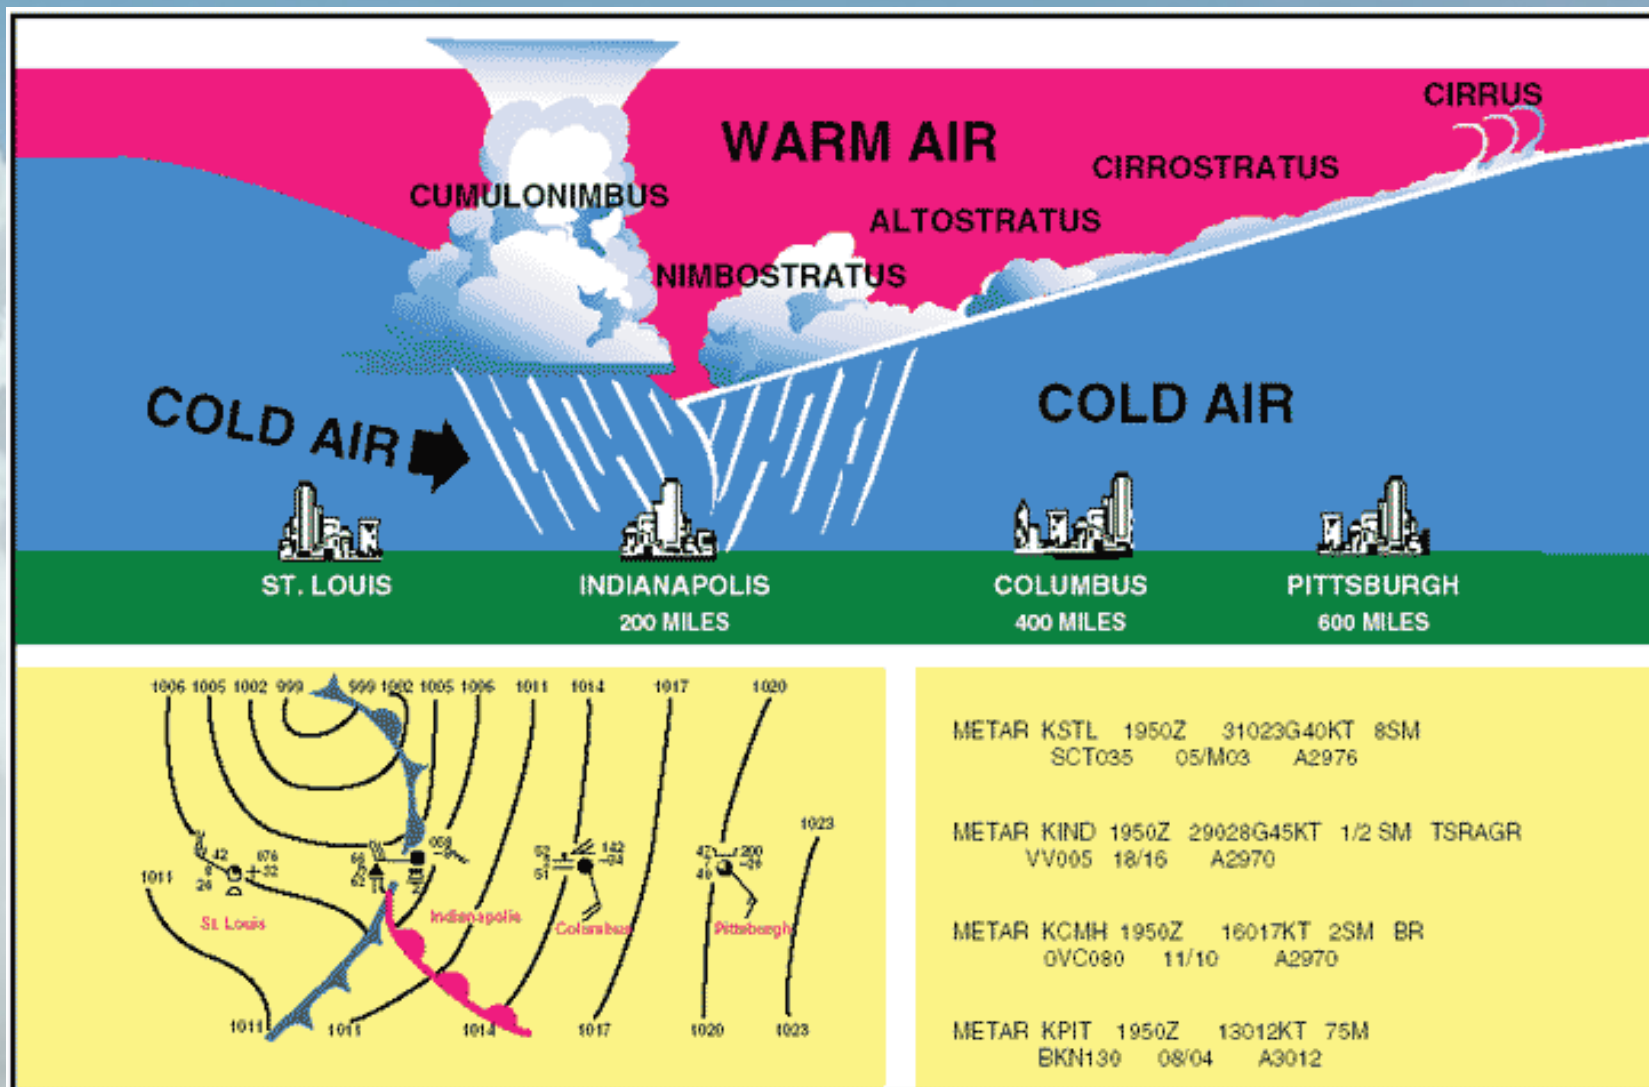 CIRRUS
WARM AIR
CIRROSTRATUS
CUMULONIMBUS
ALTOSTRATUS
NIMBOSTRATUS
COLD AIR
COLD AIR
ST. LOUIS
INDIANAPOLIS
COLUMBUS
PITTSBURGH
200 MILES
400 MILES
600 MILES
1006 1005 1002 999 999 1002 1005 1006 1011 1014 1017 1020
1023
42
1011
24
32
St. Louis
Indianapolis
Columbus
Pittsburgh
1011 1011 1014 1017 1020 1023
METAR KSTL 1950Z 31023G40KT 8SM
SCT035 05/M03 A2976
METAR KIND 1950Z 29028G45KT 1/2 SM TSRAGR
VV005 18/16 A2970
METAR KCMH 1950Z 16017KT 2SM BR
OVC080 11/10 A2970
METAR KPIT 1950Z 13012KT 75M
BKN130 08/04 A3012